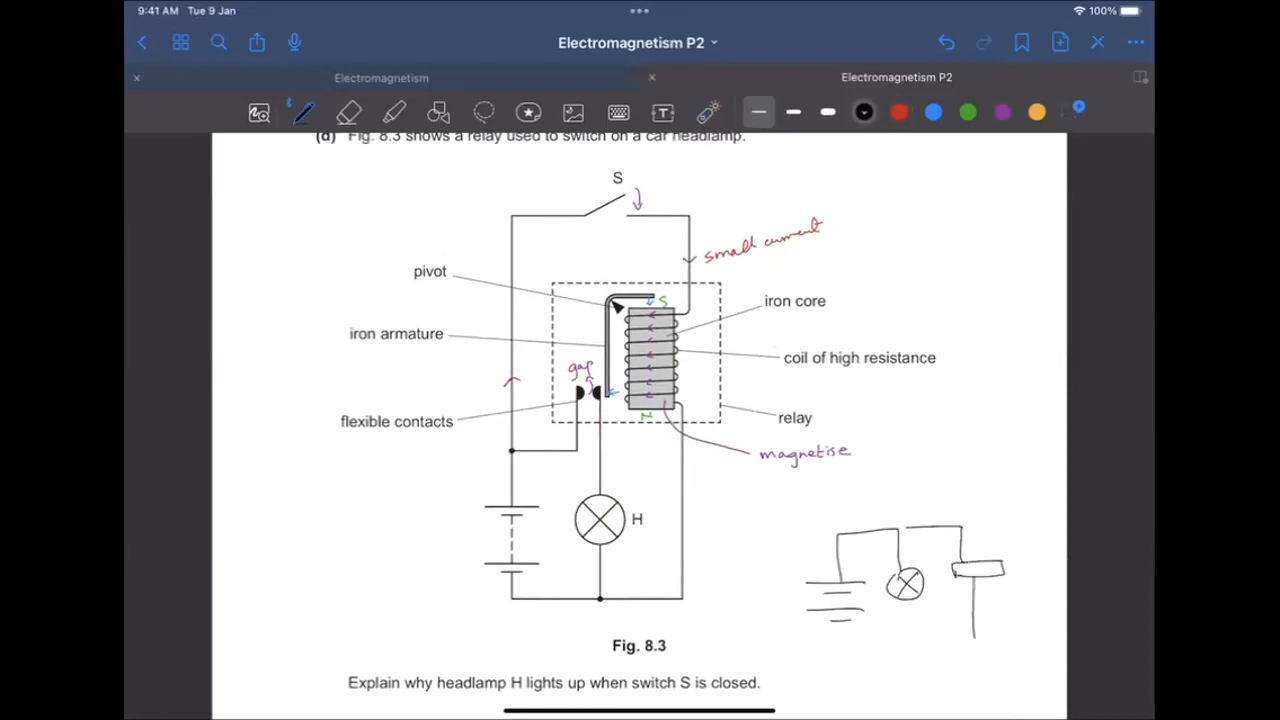 9:41 AM Tue 9 Jan
100%
Electromagnetism P2
Electromagnetism
Electromagnetism P2
(d) Fig. 8.3 shows a relay used to switch on a car headlamp.
S
small current
pivot
S
iron core
iron armature
coil of high resistance
gap
flexible contacts
N
relay
magnetise
H
Fig. 8.3
Explain why headlamp H lights up when switch S is closed.